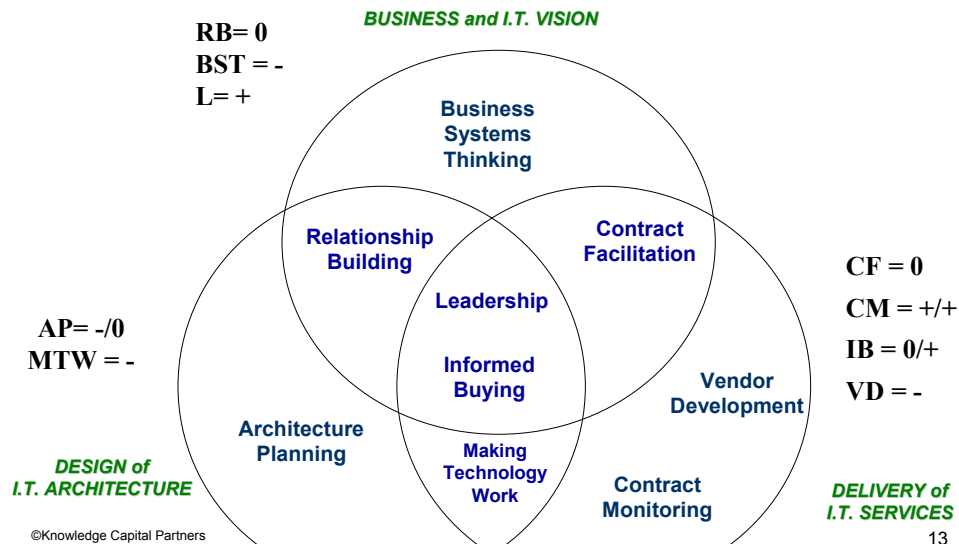 BUSINESS and I.T. VISION
RB= 0
BST = -
L= +
Business
Systems
Thinking
Relationship
Building
Contract
Facilitation
Leadership
Informed
Buying
CF = 0
CM = +/+
IB = 0/+
VD = -
AP= -/0
MTW = -
Vendor
Development
Architecture
Planning
Making
Technology
Work
Contract
Monitoring
DESIGN of
I.T. ARCHITECTURE
DELIVERY of
I.T. SERVICES
©Knowledge Capital Partners
13